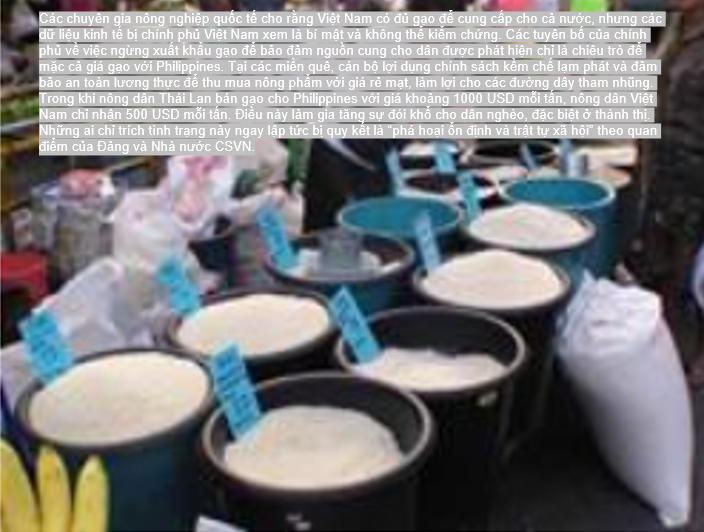 Các chuyên gia nông nghiệp quốc tế cho rằng Việt Nam có đủ gạo để cung cấp cho cả nước, nhưng các
dữ liệu kinh tế bị chính phủ Việt Nam xem là bí mật và không thể kiểm chứng. Các tuyên bố của chính
phủ về việc ngừng xuất khẩu gạo để bảo đảm nguồn cung cho dân được phát hiện chỉ là chiêu trò để
mặc cả giá gạo với Philippines. Tại các miền quê, cán bộ lợi dụng chính sách kềm chế lạm phát và đảm
bảo an toàn lương thực để thu mua nông phẩm với giá rẻ mạt, làm lợi cho các đường dây tham nhũng.
Trong khi nông dân Thái Lan bán gạo cho Philippines với giá khoảng 1000 USD mỗi tấn, nông dân Việt
Nam chỉ nhận 500 USD mỗi tấn. Điều này làm gia tăng sự đói khổ cho dân nghèo, đặc biệt ở thành thị.
Những ai chỉ trích tình trạng này ngay lập tức bị quy kết là "phá hoại ổn định và trật tự xã hội" theo quan
điểm của Đảng và Nhà nước CSVN.